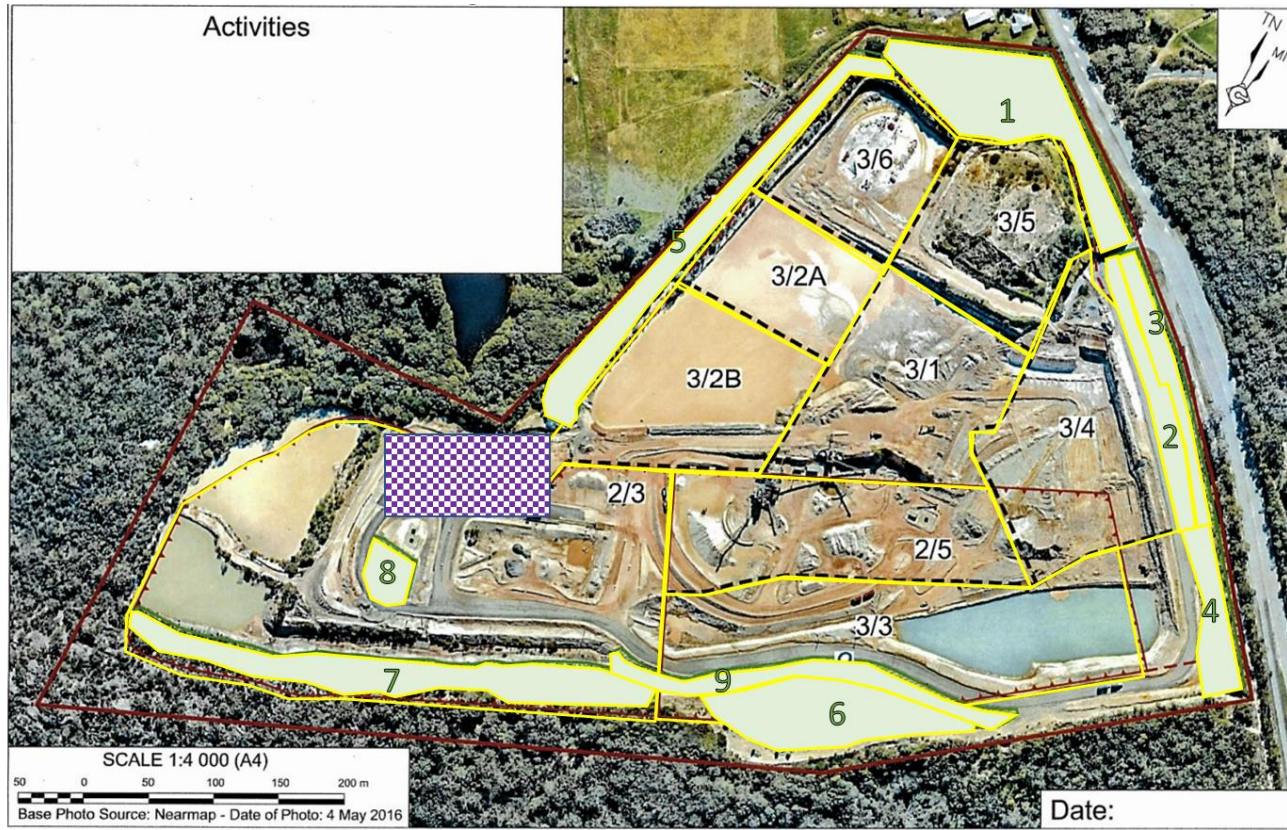 Activities
TN
1
3/6
3/5
5
3/2A
3
3/1
3/2B
2
3/4
2/3
2/5
8
4
3/3
7
9
6
SCALE 1:4 000 (A4)
50 0 50 100 150 200 m
Base Photo Source: Nearmap - Date of Photo: 4 May 2016
Date: